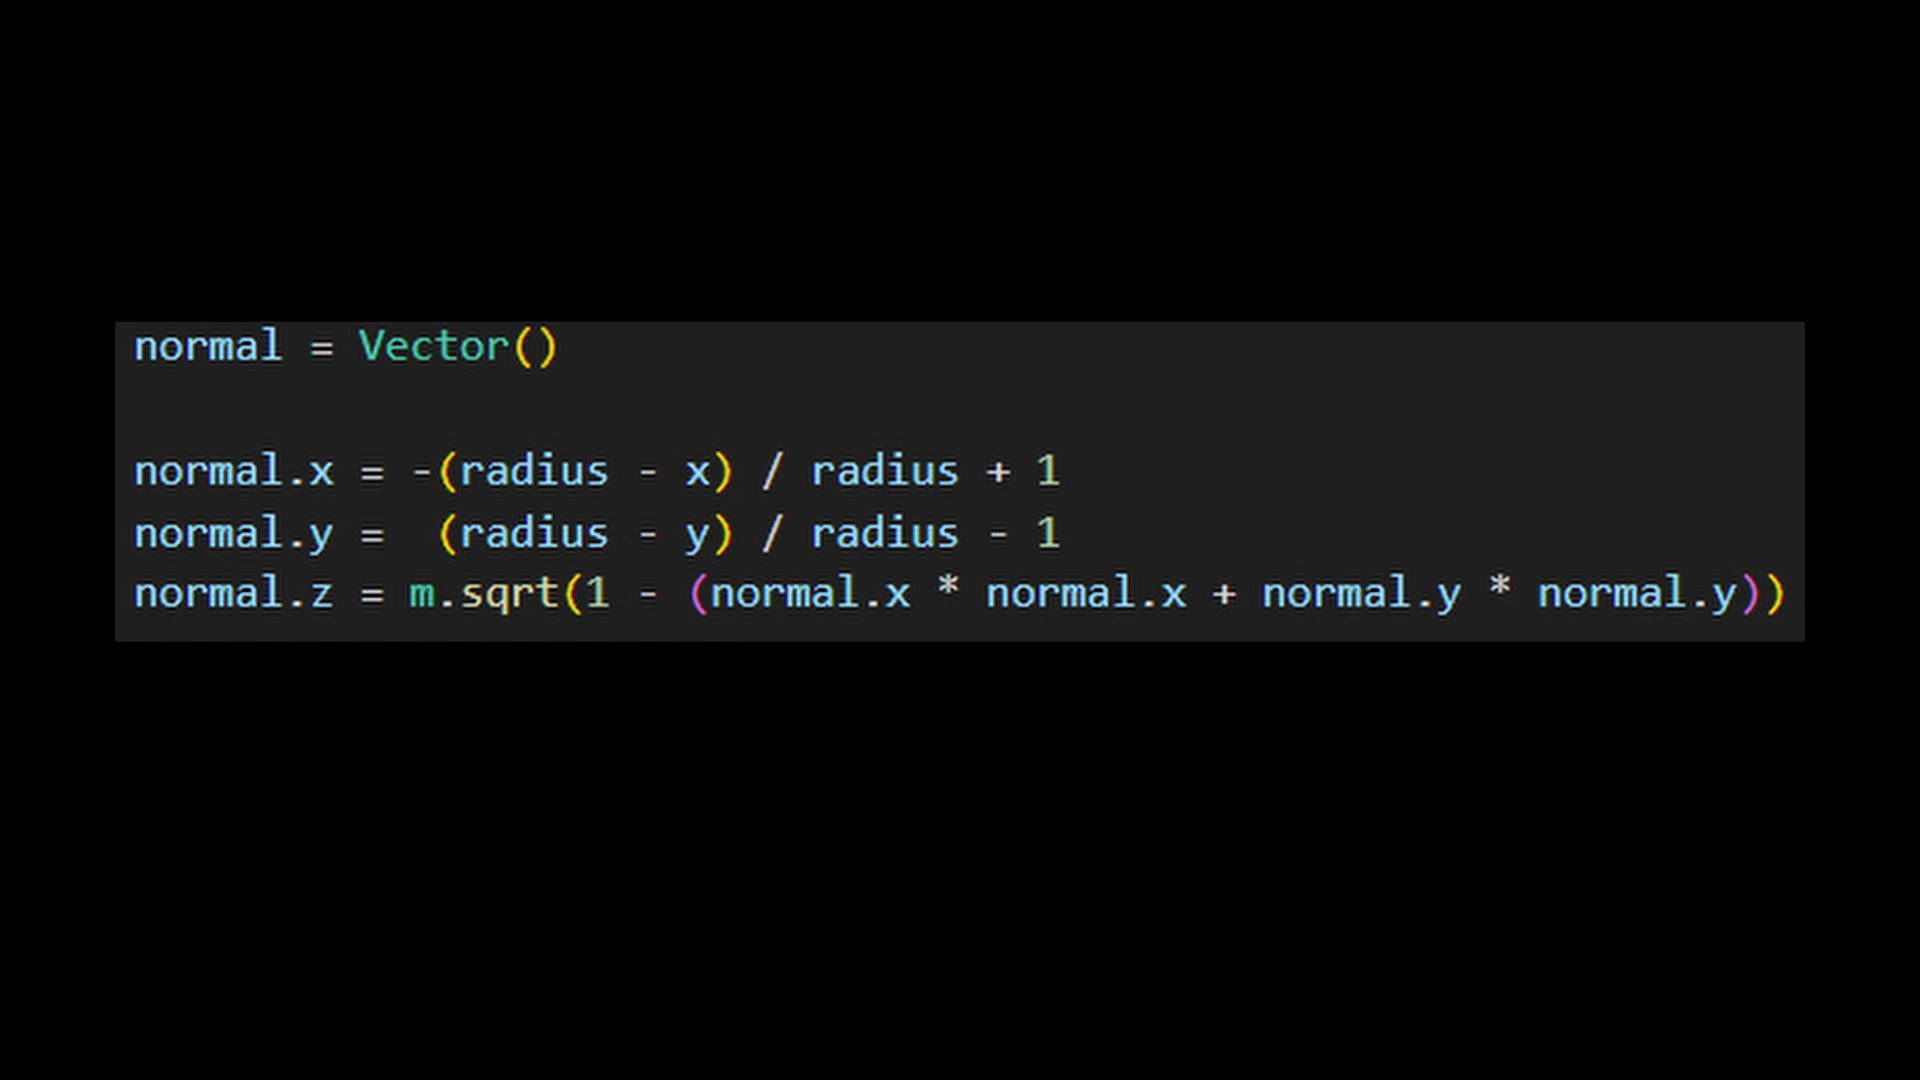 normal = Vector()
normal.x = -(radius - x) / radius + 1
normal.y =  (radius - y) / radius - 1
normal.z = m.sqrt(1 - (normal.x * normal.x + normal.y * normal.y))